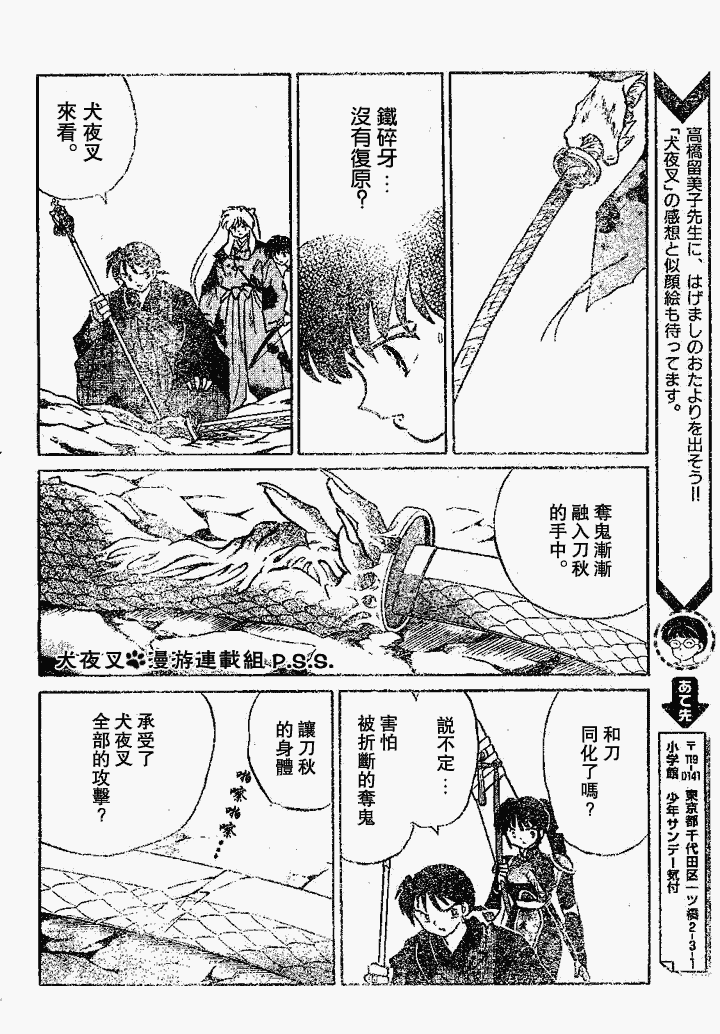 高橋留美子先生に、はげましのおたよりを出そう!!
「犬夜叉」の感想と似顔絵も待ってます。
あて先
〒119-0141 東京都千代田区一ツ橋2-3-1
小学館 少年サンデー気付
鐵碎牙…
沒有復原?
犬夜叉
來看。
奪鬼漸漸
融入刀秋
的手中。
犬夜叉 漫游連載組 P.S.S.
和刀
同化了嗎?
說不定…
害怕
被折斷的奪鬼
讓刀秋
的身體
啪嚓啪嚓…
承受了
犬夜叉
全部的攻擊?